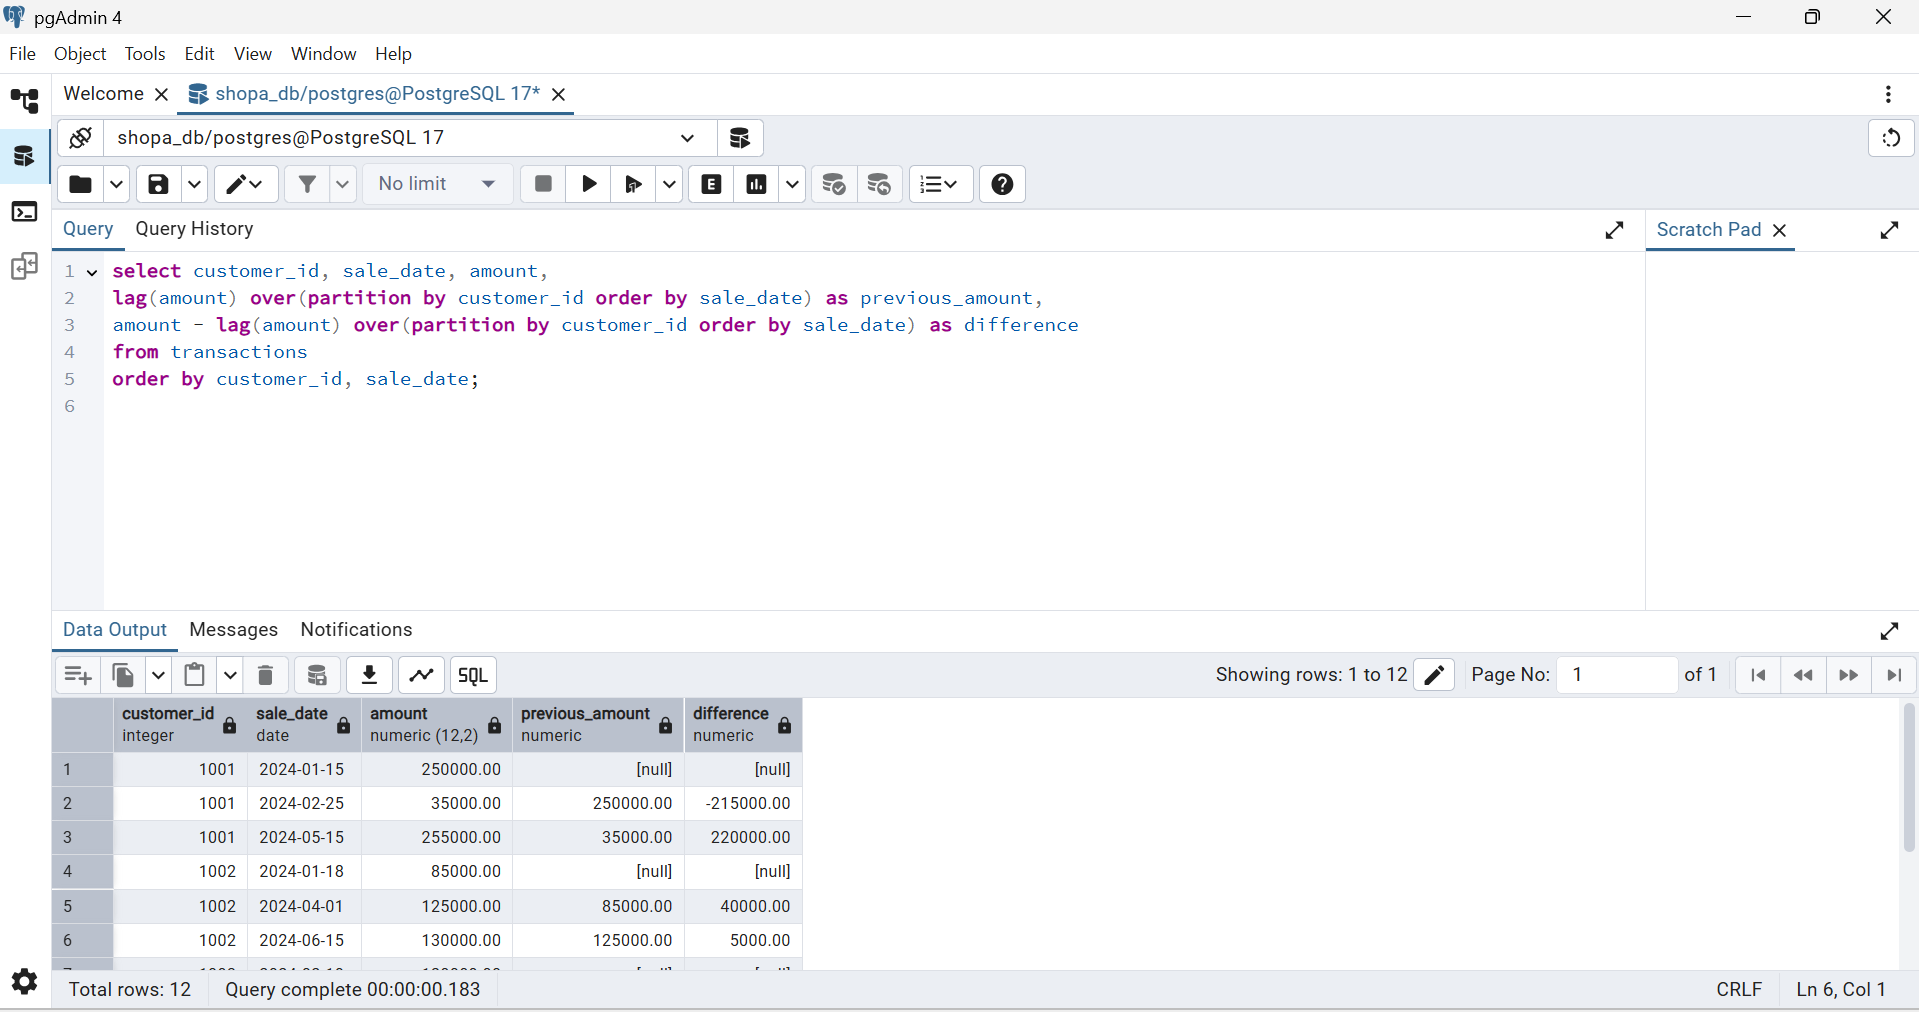 pgAdmin 4
File Object Tools Edit View Window Help
Welcome shopa_db/postgres@PostgreSQL 17*
shopa_db/postgres@PostgreSQL 17
No limit
Query Query History Scratch Pad
1 select customer_id, sale_date, amount,
2 lag(amount) over(partition by customer_id order by sale_date) as previous_amount,
3 amount - lag(amount) over(partition by customer_id order by sale_date) as difference
4 from transactions
5 order by customer_id, sale_date;
6
Data Output Messages Notifications
SQL Showing rows: 1 to 12 Page No: 1 of 1
customer_id sale_date amount previous_amount difference
integer date numeric (12,2) numeric numeric
1 1001 2024-01-15 250000.00 [null] [null]
2 1001 2024-02-25 35000.00 250000.00 -215000.00
3 1001 2024-05-15 255000.00 35000.00 220000.00
4 1002 2024-01-18 85000.00 [null] [null]
5 1002 2024-04-01 125000.00 85000.00 40000.00
6 1002 2024-06-15 130000.00 125000.00 5000.00
Total rows: 12 Query complete 00:00:00.183 CRLF Ln 6, Col 1